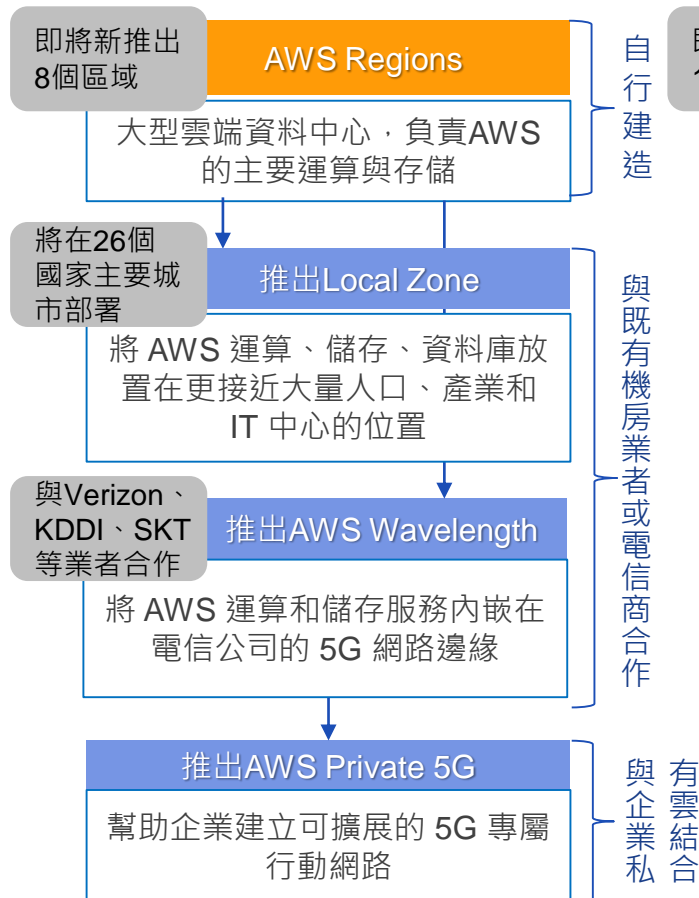 即將新推出
8個區域
AWS Regions
大型雲端資料中心，負責AWS
的主要運算與存儲
自行建造
將在26個
國家主要城
市部署
推出Local Zone
將 AWS 運算、儲存、資料庫放
置在更接近大量人口、產業和
IT 中心的位置
與既有機房業者或電信商合作
與Verizon、
KDDI、SKT
等業者合作
推出AWS Wavelength
將 AWS 運算和儲存服務內嵌在
電信公司的 5G 網路邊緣
推出AWS Private 5G
幫助企業建立可擴展的 5G 專屬
行動網路
與企業私
有雲結合